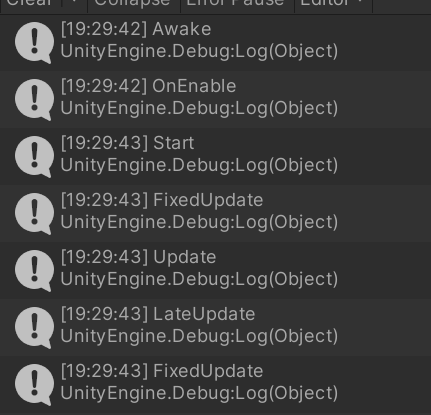 Clear Collapse Error Pause Editor
[19:29:42] Awake
UnityEngine.Debug:Log(Object)
[19:29:42] OnEnable
UnityEngine.Debug:Log(Object)
[19:29:43] Start
UnityEngine.Debug:Log(Object)
[19:29:43] FixedUpdate
UnityEngine.Debug:Log(Object)
[19:29:43] Update
UnityEngine.Debug:Log(Object)
[19:29:43] LateUpdate
UnityEngine.Debug:Log(Object)
[19:29:43] FixedUpdate
UnityEngine.Debug:Log(Object)